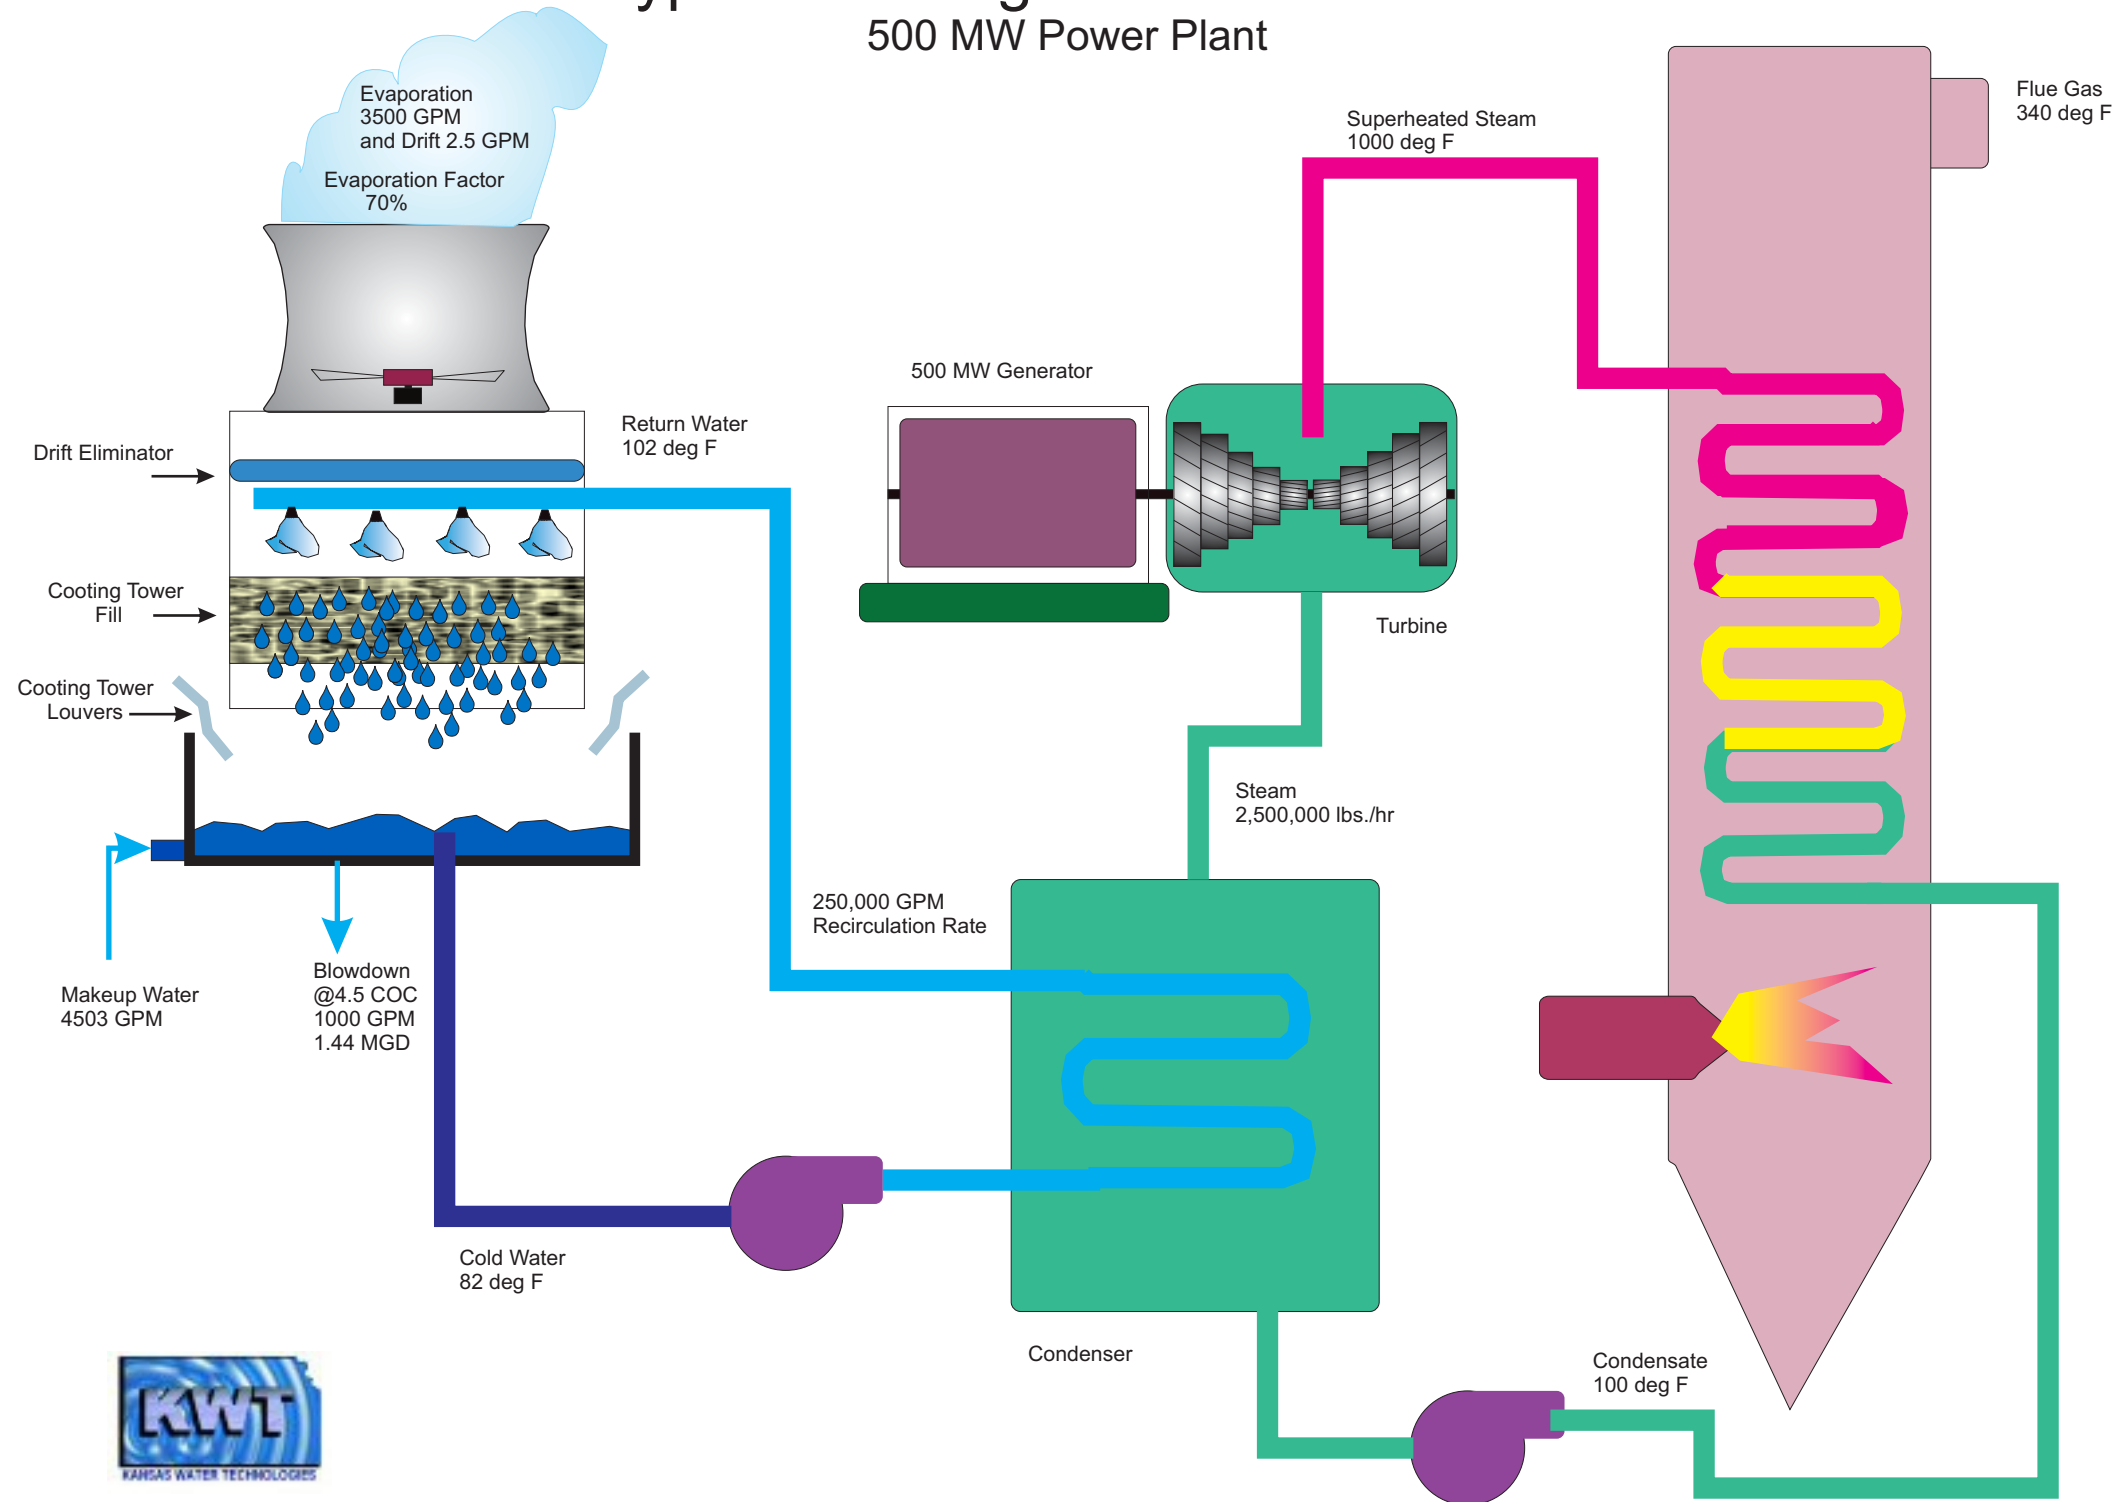 500 MW Power Plant
Evaporation
3500 GPM
and Drift 2.5 GPM
Evaporation Factor
70%
Superheated Steam
1000 deg F
Flue Gas
340 deg F
500 MW Generator
Return Water
102 deg F
Drift Eliminator
Cooting Tower
Fill
Turbine
Cooting Tower
Louvers
Steam
2,500,000 lbs./hr
250,000 GPM
Recirculation Rate
Makeup Water
4503 GPM
Blowdown
@4.5 COC
1000 GPM
1.44 MGD
Cold Water
82 deg F
Condenser
Condensate
100 deg F
KWT
KANSAS WATER TECHNOLOGIES